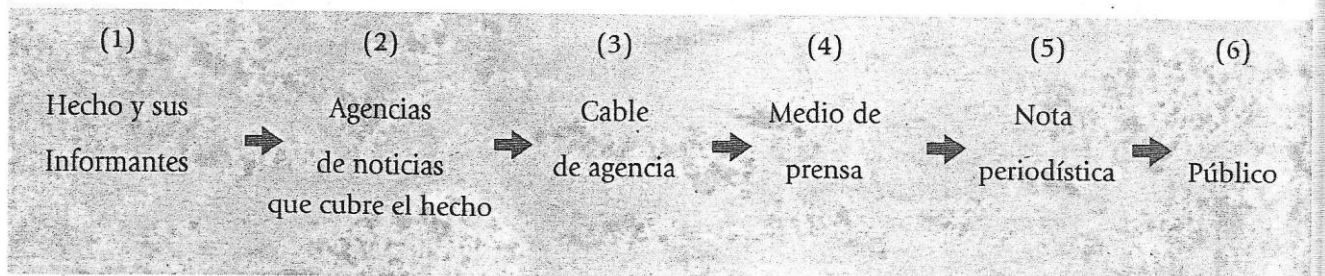 (1) (2) (3) (4) (5) (6)
Hecho y sus
Informantes
Agencias
de noticias
que cubre el hecho
Cable
de agencia
Medio de
prensa
Nota
periodística
Público